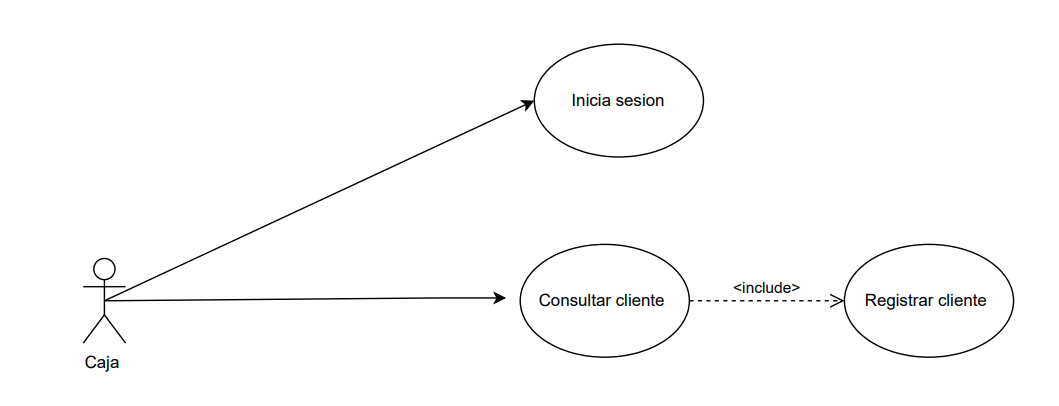 Inicia sesion
Consultar cliente
<include>
Registrar cliente
Caja